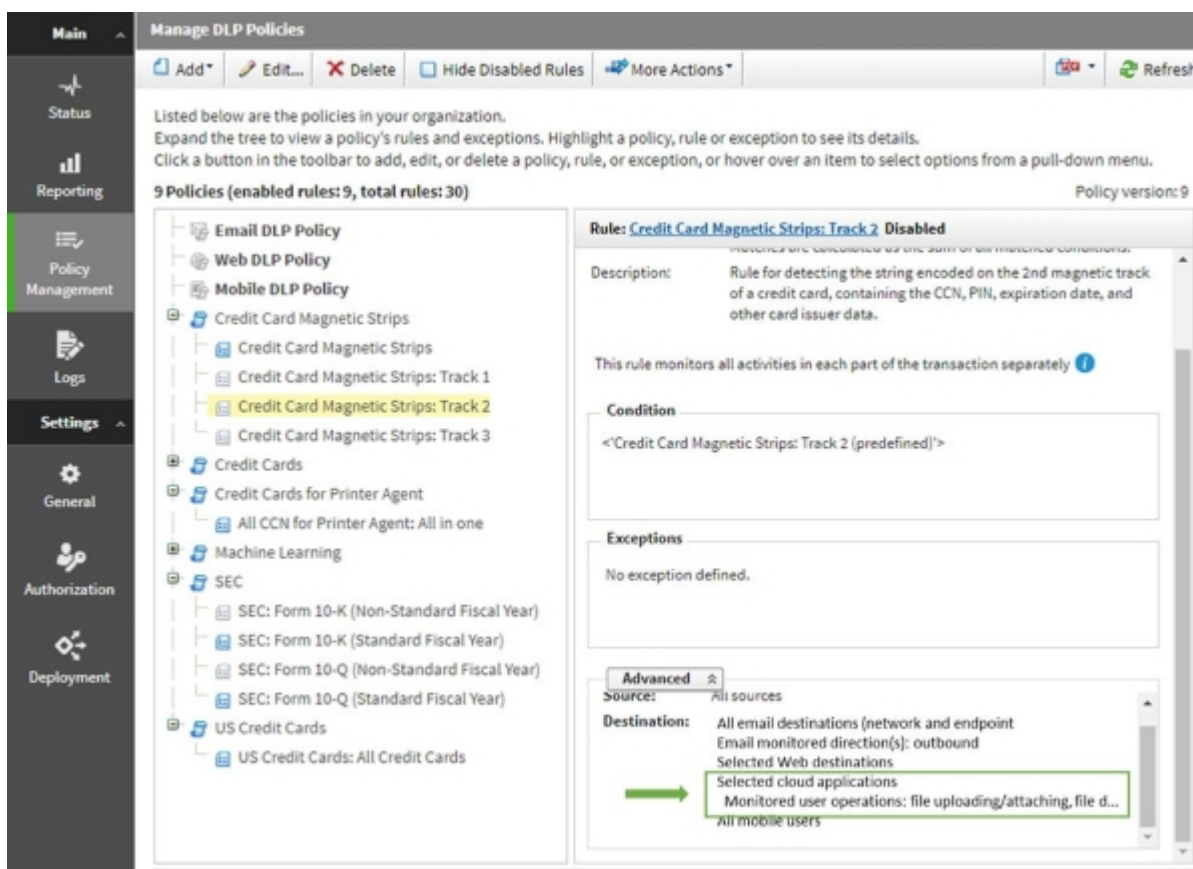 Main
Status
Reporting
Policy
Management
Logs
Settings
General
Authorization
Deployment
Manage DLP Policies
Add
Edit...
Delete
Hide Disabled Rules
More Actions
Refresh
Listed below are the policies in your organization.
Expand the tree to view a policy's rules and exceptions. Highlight a policy, rule or exception to see its details.
Click a button in the toolbar to add, edit, or delete a policy, rule, or exception, or hover over an item to select options from a pull-down menu.
9 Policies (enabled rules: 9, total rules: 30)
Policy version: 9
Email DLP Policy
Web DLP Policy
Mobile DLP Policy
Credit Card Magnetic Strips
Credit Card Magnetic Strips
Credit Card Magnetic Strips: Track 1
Credit Card Magnetic Strips: Track 2
Credit Card Magnetic Strips: Track 3
Credit Cards
Credit Cards for Printer Agent
All CCN for Printer Agent: All in one
Machine Learning
SEC
SEC: Form 10-K (Non-Standard Fiscal Year)
SEC: Form 10-K (Standard Fiscal Year)
SEC: Form 10-Q (Non-Standard Fiscal Year)
SEC: Form 10-Q (Standard Fiscal Year)
US Credit Cards
US Credit Cards: All Credit Cards
Rule: Credit Card Magnetic Strips: Track 2 Disabled
Matches are calculated as the sum of all matched conditions.
Description: Rule for detecting the string encoded on the 2nd magnetic track
of a credit card, containing the CCN, PIN, expiration date, and
other card issuer data.
This rule monitors all activities in each part of the transaction separately
Condition
<'Credit Card Magnetic Strips: Track 2 (predefined)'>
Exceptions
No exception defined.
Advanced
Source: All sources
Destination: All email destinations (network and endpoint
Email monitored direction(s): outbound
Selected Web destinations
Selected cloud applications
Monitored user operations: file uploading/attaching, file d...
All mobile users